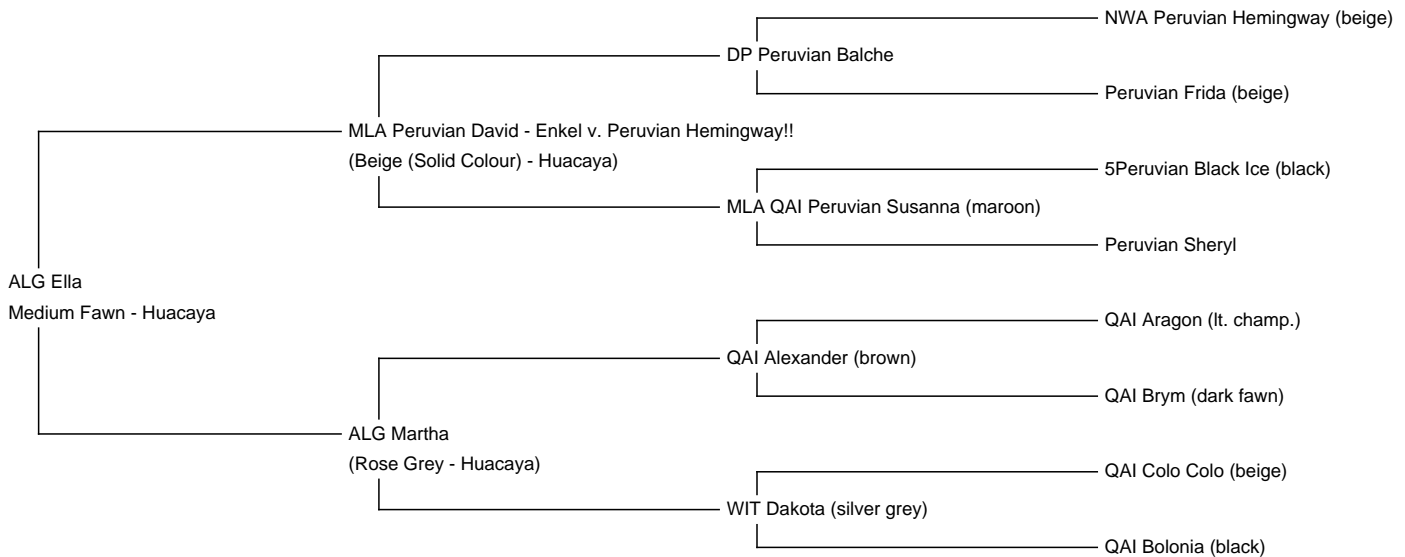 NWA Peruvian Hemingway (beige)
DP Peruvian Balche
Peruvian Frida (beige)
MLA Peruvian David - Enkel v. Peruvian Hemingway!!
(Beige (Solid Colour) - Huacaya)
5Peruvian Black Ice (black)
MLA QAI Peruvian Susanna (maroon)
Peruvian Sheryl
ALG Ella
Medium Fawn - Huacaya
QAI Aragon (lt. champ.)
QAI Alexander (brown)
QAI Brym (dark fawn)
ALG Martha
(Rose Grey - Huacaya)
QAI Colo Colo (beige)
WIT Dakota (silver grey)
QAI Bolonia (black)